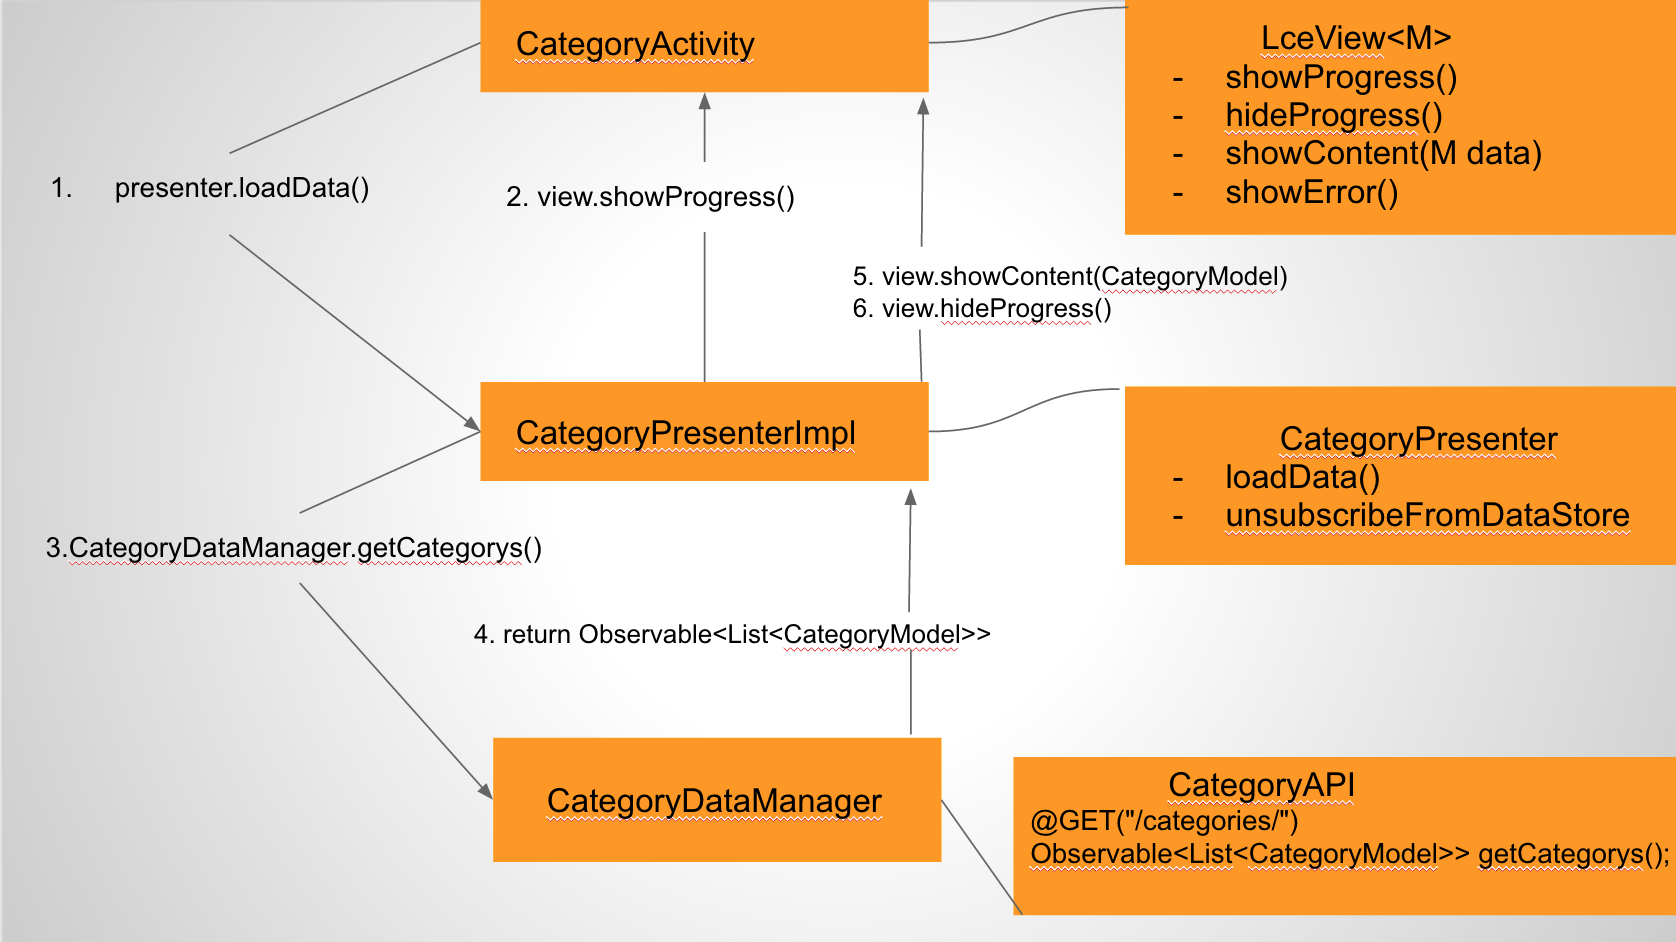 CategoryActivity
LceView<M>
- showProgress()
- hideProgress()
- showContent(M data)
- showError()
1. presenter.loadData()
2. view.showProgress()
5. view.showContent(CategoryModel)
6. view.hideProgress()
CategoryPresenterImpl
CategoryPresenter
- loadData()
- unsubscribeFromDataStore
3.CategoryDataManager.getCategorys()
4. return Observable<List<CategoryModel>>
CategoryDataManager
CategoryAPI
@GET("/categories/")
Observable<List<CategoryModel>> getCategorys();